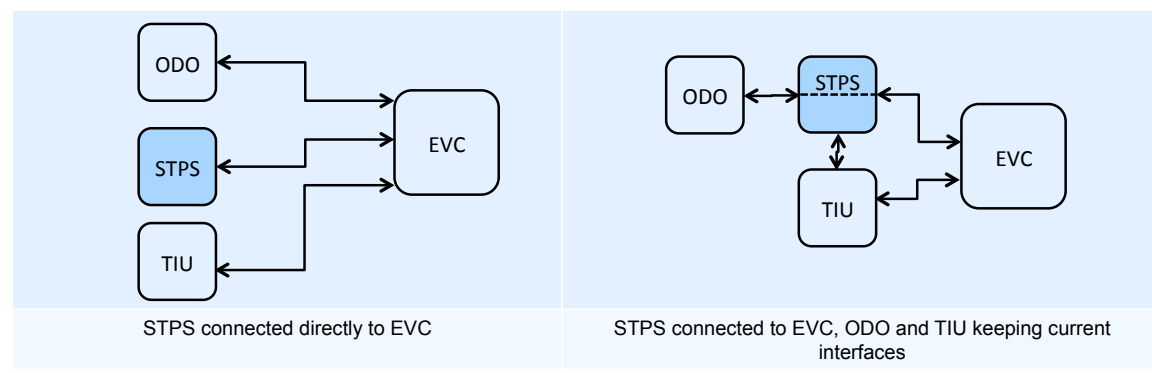 ODO
STPS
TIU
EVC
STPS connected directly to EVC
ODO
STPS
TIU
EVC
STPS connected to EVC, ODO and TIU keeping current
interfaces